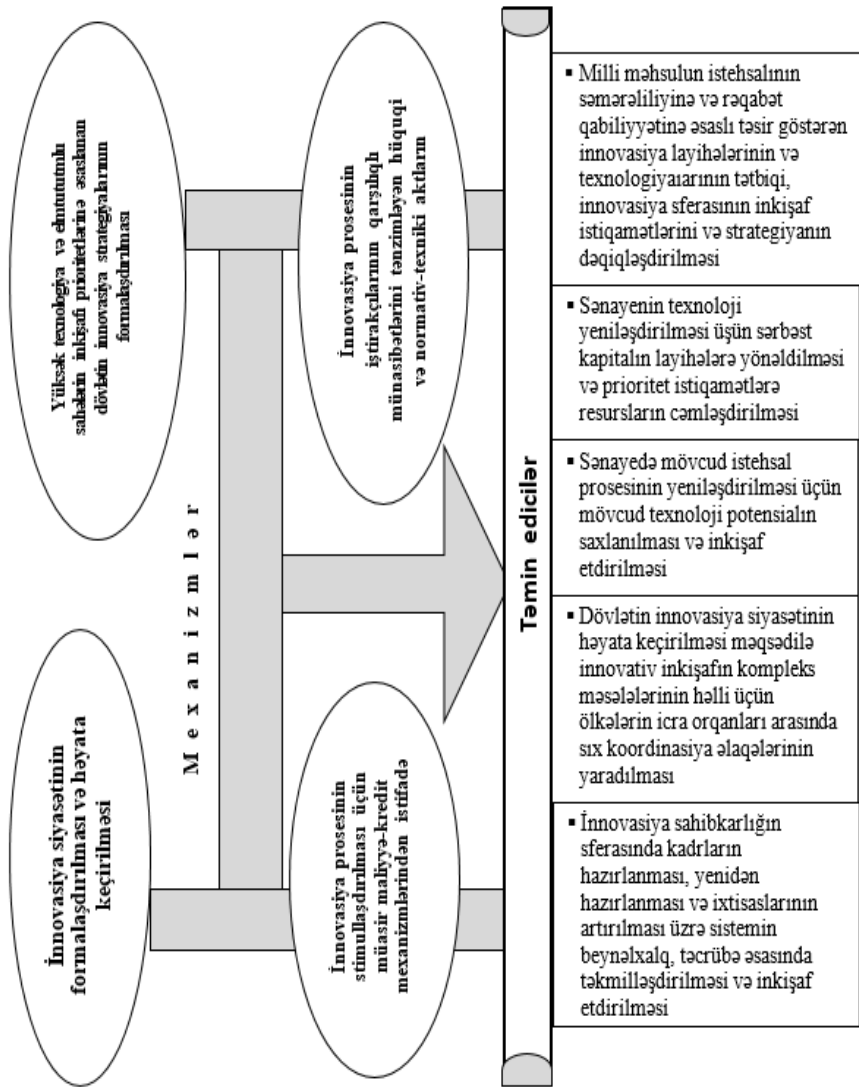 Yüksək texnologiya və elmtututmlu
sahələrin inkişafı prioritetlərinə əsaslanan
dövlətin innovasiya strategiyalarının
formalaşdırılması
İnnovasiya siyasətinin
formalaşdırılması və həyata
keçirilməsi
Mexanizmlər
İnnovasiya prosesinin
iştirakçılarının qarşılıqlı
münasibətlərini tənzimləyən hüquqi
və normativ-texniki aktların
İnnovasiya prosesinin
stimullaşdırılması üçün
müasir maliyyə-kredit
mexanizmlərindən istifadə
Təmin edicilər
▪ Milli məhsulun istehsalının
səmərəliliyinə və rəqabət
qabiliyyətinə əsaslı təsir göstərən
innovasiya layihələrinin və
texnologiyaıarının tətbiqi,
innovasiya sferasının inkişaf
istiqamətlərini və strategiyanın
dəqiqləşdirilməsi
▪ Sənayenin texnoloji
yeniləşdirilməsi üşün sərbəst
kapitalın layihələrə yönəldilməsi
və prioritet istiqamətlərə
resursların cəmləşdirilməsi
▪ Sənayedə mövcud istehsal
prosesinin yeniləşdirilməsi üçün
mövcud texnoloji potensialın
saxlanılması və inkişaf
etdirilməsi
▪ Dövlətin innovasiya siyasətinin
həyata keçirilməsi məqsədilə
innovativ inkişafın kompleks
məsələlərinin həlli üçün
ölkələrin icra orqanları arasında
sıx koordinasiya əlaqələrinin
yaradılması
▪ İnnovasiya sahibkarlığın
sferasında kadrların
hazırlanması, yenidən
hazırlanması və ixtisaslarının
artırılması üzrə sistemin
beynəlxalq, təcrübə əsasında
təkmilləşdirilməsi və inkişaf
etdirilməsi